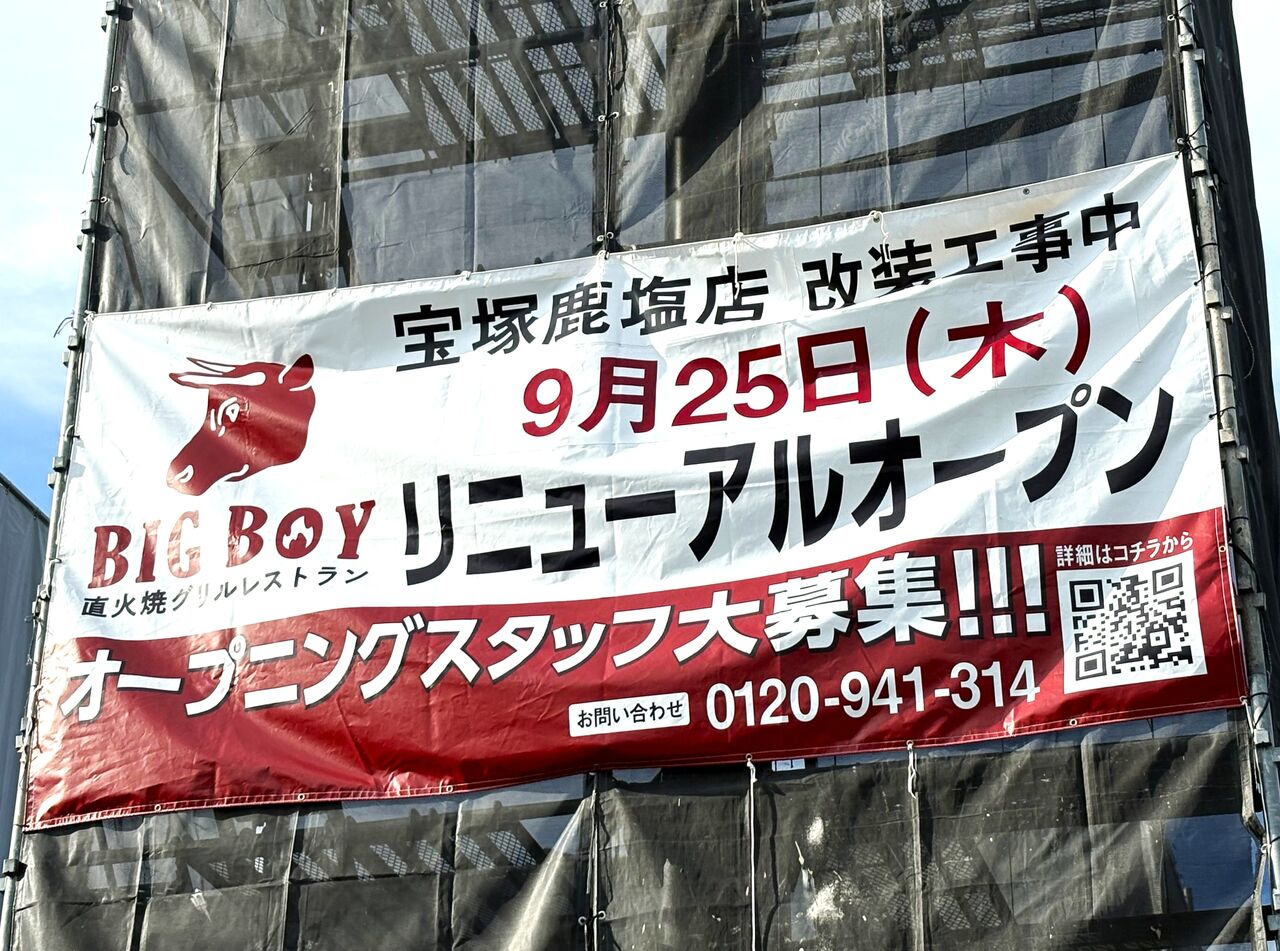 宝塚鹿塩店 改装工事中
9月25日(木)
リニューアルオープン
BIG BOY
直火焼グリルレストラン
オープニングスタッフ大募集!!!
詳細はコチラから
お問い合わせ 0120-941-314